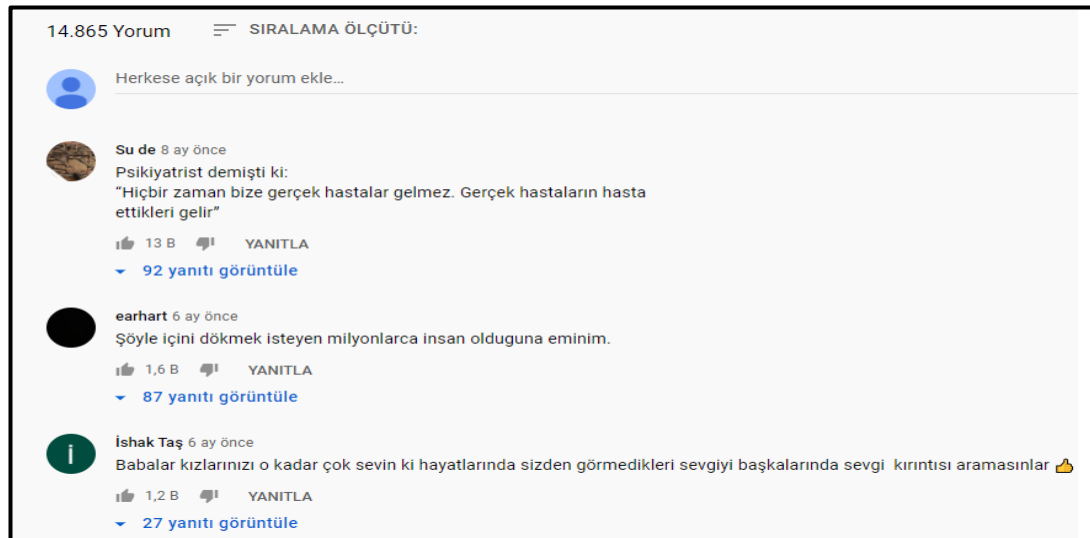 14.865 Yorum SIRALAMA ÖLÇÜTÜ:
Herkese açık bir yorum ekle...
Su de 8 ay önce
Psikiyatrist demişti ki:
“Hiçbir zaman bize gerçek hastalar gelmez. Gerçek hastaların hasta
ettikleri gelir”
13 B YANITLA
92 yanıtı görüntüle
earhart 6 ay önce
Şöyle içini dökmek isteyen milyonlarca insan olduguna eminim.
1,6 B YANITLA
87 yanıtı görüntüle
İ
İshak Taş 6 ay önce
Babalar kızlarınızı o kadar çok sevin ki hayatlarında sizden görmedikleri sevgiyi başkalarında sevgi kırıntısı aramasınlar 👍
1,2 B YANITLA
27 yanıtı görüntüle